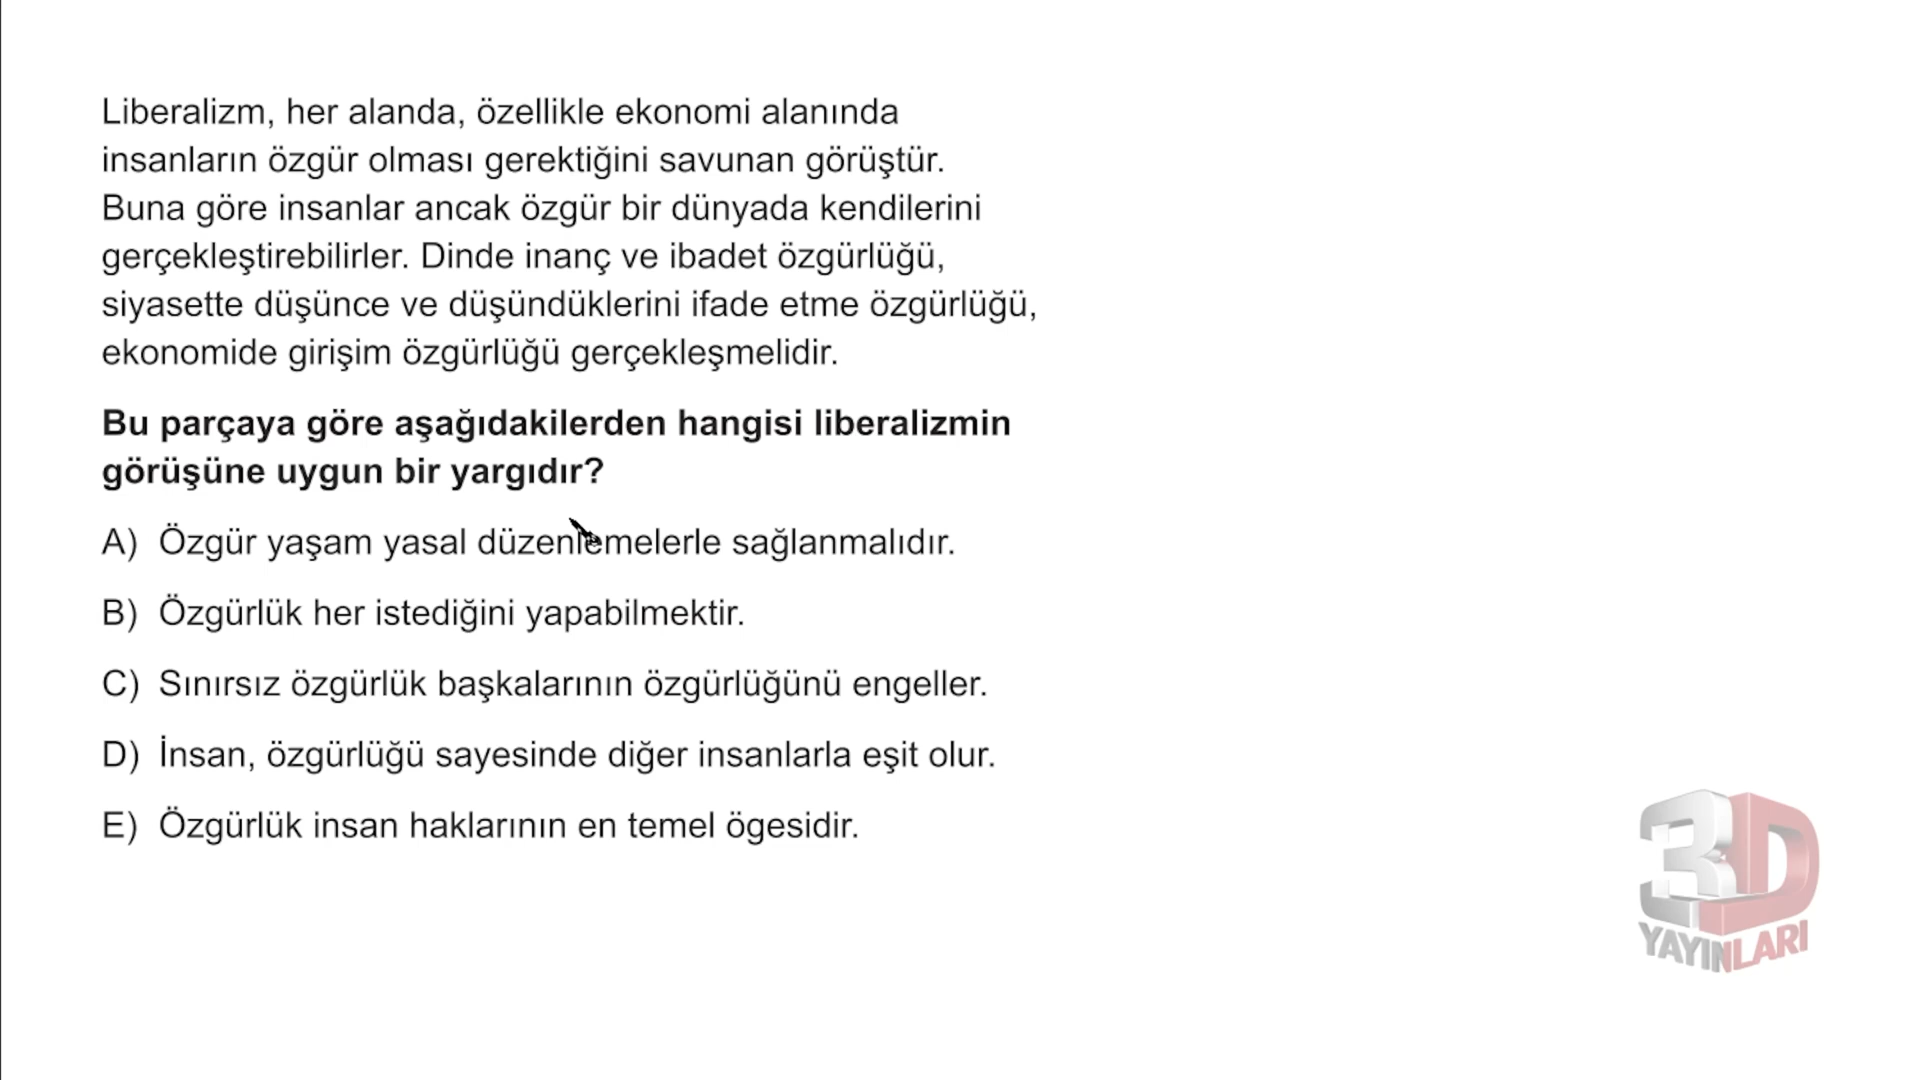 Liberalizm, her alanda, özellikle ekonomi alanında
insanların özgür olması gerektiğini savunan görüştür.
Buna göre insanlar ancak özgür bir dünyada kendilerini
gerçekleştirebilirler. Dinde inanç ve ibadet özgürlüğü,
siyasette düşünce ve düşündüklerini ifade etme özgürlüğü,
ekonomide girişim özgürlüğü gerçekleşmelidir.
Bu parçaya göre aşağıdakilerden hangisi liberalizmin
görüşüne uygun bir yargıdır?
A) Özgür yaşam yasal düzenlemelerle sağlanmalıdır.
B) Özgürlük her istediğini yapabilmektir.
C) Sınırsız özgürlük başkalarının özgürlüğünü engeller.
D) İnsan, özgürlüğü sayesinde diğer insanlarla eşit olur.
E) Özgürlük insan haklarının en temel ögesidir.
3D
YAYINLARI